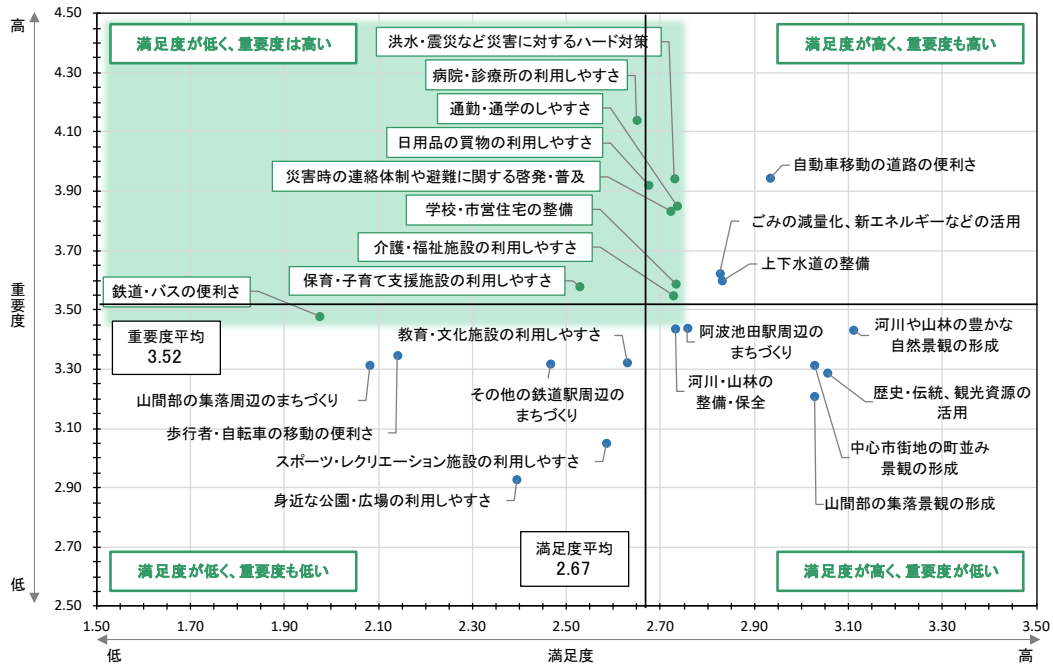 高
4.50
4.30
4.10
3.90
3.70
3.50
3.30
3.10
2.90
2.70
2.50
低
重要度
満足度が低く、重要度は高い
満足度が高く、重要度も高い
洪水・震災など災害に対するハード対策
病院・診療所の利用しやすさ
通勤・通学のしやすさ
日用品の買物の利用しやすさ
災害時の連絡体制や避難に関する啓発・普及
学校・市営住宅の整備
介護・福祉施設の利用しやすさ
保育・子育て支援施設の利用しやすさ
鉄道・バスの便利さ
自動車移動の道路の便利さ
ごみの減量化、新エネルギーなどの活用
上下水道の整備
重要度平均
3.52
教育・文化施設の利用しやすさ
阿波池田駅周辺の
まちづくり
河川や山林の豊かな
自然景観の形成
山間部の集落周辺のまちづくり
その他の鉄道駅周辺の
まちづくり
河川・山林の
整備・保全
歴史・伝統、観光資源の
活用
歩行者・自転車の移動の便利さ
中心市街地の町並み
景観の形成
スポーツ・レクリエーション施設の利用しやすさ
山間部の集落景観の形成
身近な公園・広場の利用しやすさ
満足度平均
2.67
満足度が低く、重要度も低い
満足度が高く、重要度が低い
1.50
1.70
1.90
2.10
2.30
2.50
2.70
2.90
3.10
3.30
3.50
低
満足度
高